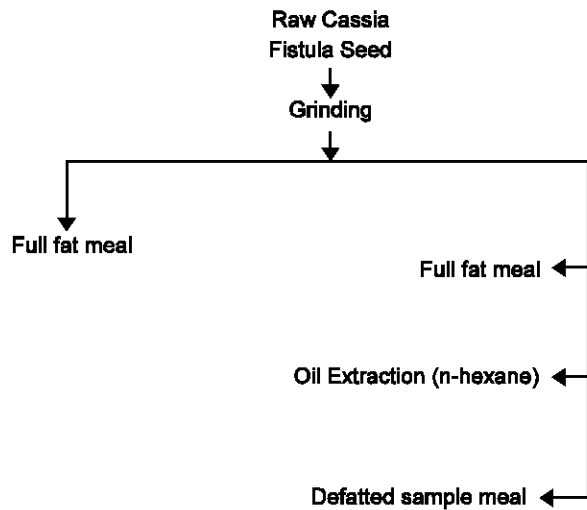 Raw Cassia
Fistula Seed
Grinding
Full fat meal
Full fat meal
Oil Extraction (n-hexane)
Defatted sample meal